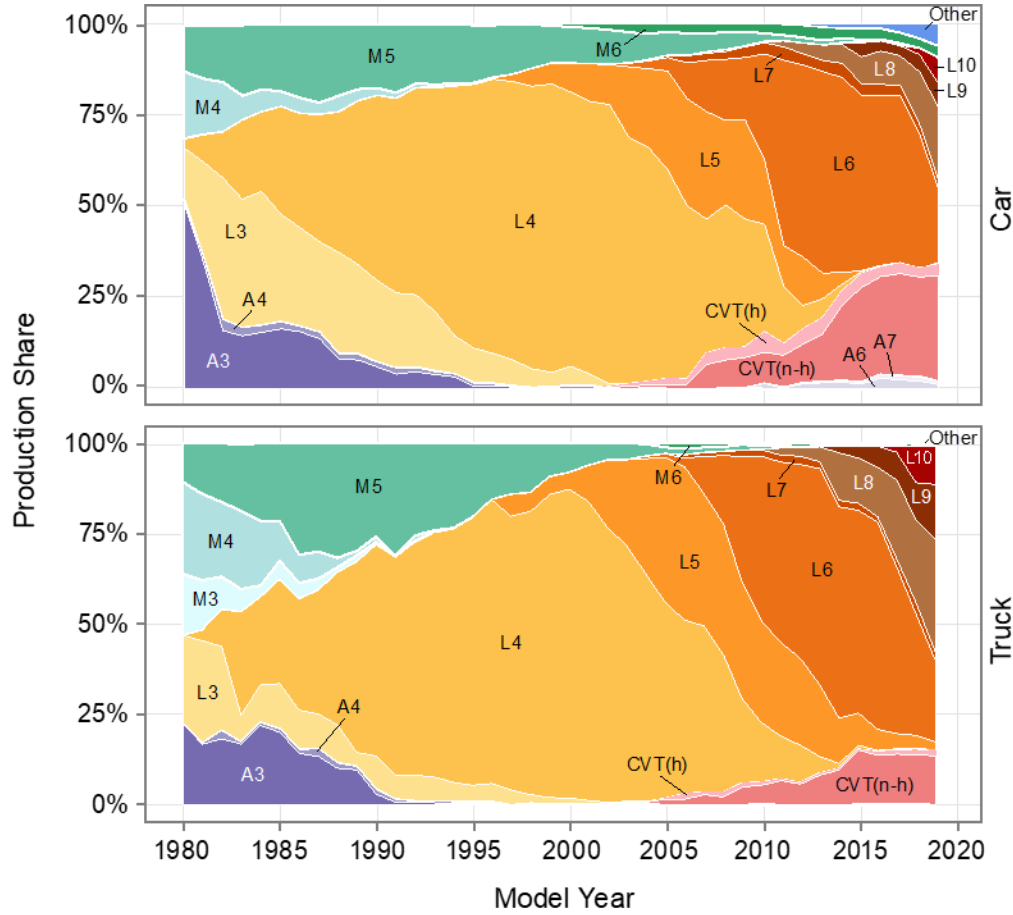 Production Share
100%
75%
50%
25%
0%
Other
M5
M6
L10
L7
L8
L9
M4
L5
L6
L4
L3
A4
A3
CVT(h)
A7
A6
CVT(n-h)
Car
100%
75%
50%
25%
0%
Other
M5
M6
L10
L7
L8
L9
M4
L5
L6
M3
L4
L3
A4
A3
CVT(h)
CVT(n-h)
Truck
1980 1985 1990 1995 2000 2005 2010 2015 2020
Model Year